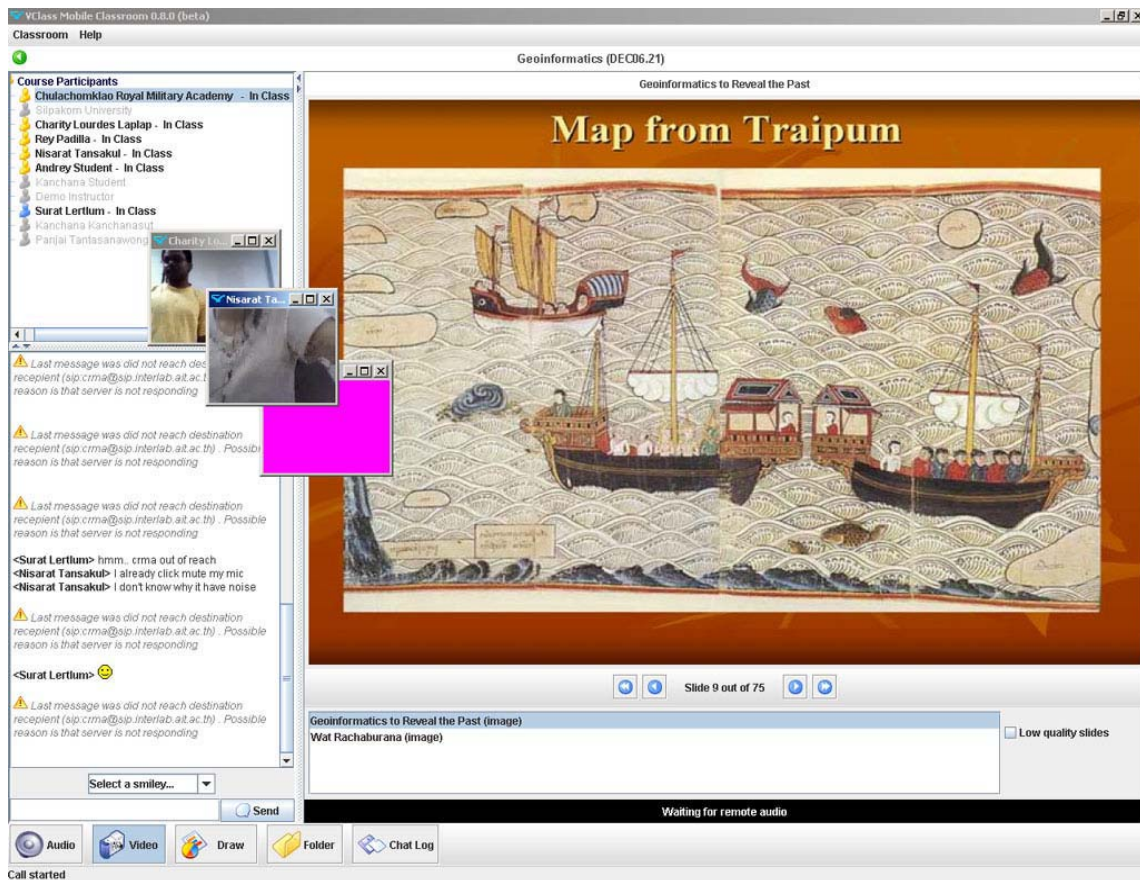 VClass Mobile Classroom 0.8.0 (beta)
Classroom Help
Geoinformatics (DEC06.21)
Course Participants
Chulachomklao Royal Military Academy - In Class
Silpakorn University
Charity Lourdes Laplap - In Class
Rey Padilla - In Class
Nisarat Tansakul - In Class
Andrey Student - In Class
Kanchana Student
Demo Instructor
Surat Lertlum - In Class
Kanchana Kanchanasut
Panjai Tantasanawong
Charity Lo...
Nisarat Ta...
Last message was did not reach des
recepient (sip:crma@sip.interlab.ait.ac.t
reason is that server is not responding
Last message was did not reach destination
recepient (sip:crma@sip.interlab.ait.ac.th) . Possib
reason is that server is not responding
Last message was did not reach destination
recepient (sip:crma@sip.interlab.ait.ac.th) . Possible
reason is that server is not responding
<Surat Lertlum> hmm.. crma out of reach
<Nisarat Tansakul> I already click mute my mic
<Nisarat Tansakul> I don't know why it have noise
Last message was did not reach destination
recepient (sip:crma@sip.interlab.ait.ac.th) . Possible
reason is that server is not responding
<Surat Lertlum>
Last message was did not reach destination
recepient (sip:crma@sip.interlab.ait.ac.th) . Possible
reason is that server is not responding
Select a smiley...
Send
Geoinformatics to Reveal the Past
Map from Traipum
Slide 9 out of 75
Geoinformatics to Reveal the Past (image)
Wat Rachaburana (image)
Low quality slides
Waiting for remote audio
Audio
Video
Draw
Folder
Chat Log
Call started